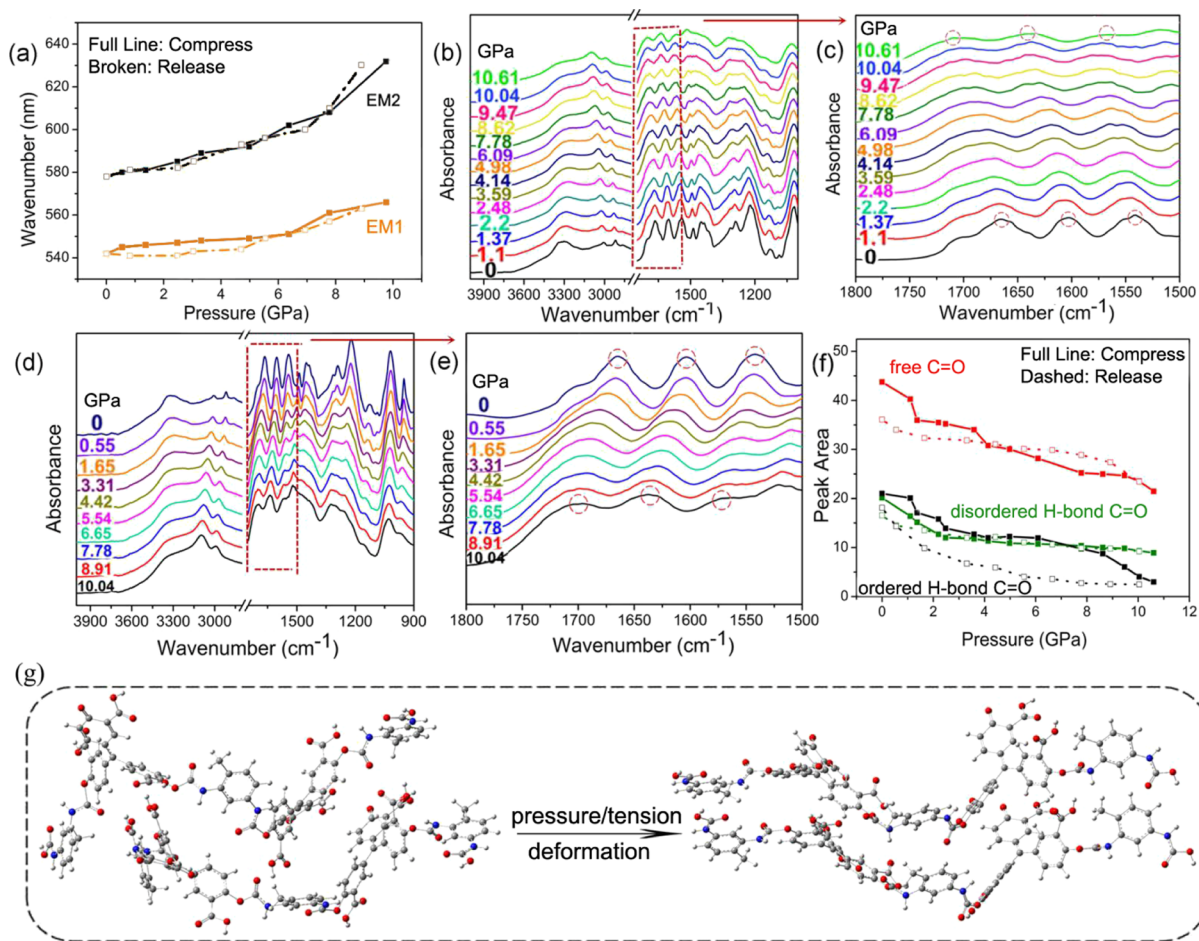 (a)
Full Line: Compress
Broken: Release
EM2
EM1
Wavenumber (nm)
640
620
600
580
560
540
0 2 4 6 8 10
Pressure (GPa)
(b)
GPa
10.61
10.04
9.47
8.62
7.78
6.09
4.98
4.14
3.59
2.48
2.2
1.37
1.1
0
Absorbance
3900 3600 3300 3000 1500 1200
Wavenumber (cm-1)
(c)
GPa
10.61
10.04
9.47
8.62
7.78
6.09
4.98
4.14
3.59
2.48
2.2
1.37
1.1
0
Absorbance
1800 1750 1700 1650 1600 1550 1500
Wavenumber (cm-1)
(d)
GPa
0
0.55
1.65
3.31
4.42
5.54
6.65
7.78
8.91
10.04
Absorbance
3900 3600 3300 3000 1500 1200 900
Wavenumber (cm-1)
(e)
GPa
0
0.55
1.65
3.31
4.42
5.54
6.65
7.78
8.91
10.04
Absorbance
1800 1750 1700 1650 1600 1550 1500
Wavenumber (cm-1)
(f)
Full Line: Compress
Dashed: Release
free C=O
disordered H-bond C=O
ordered H-bond C=O
Peak Area
40
30
20
10
0
0 2 4 6 8 10 12
Pressure (GPa)
(g)
pressure/tension
deformation